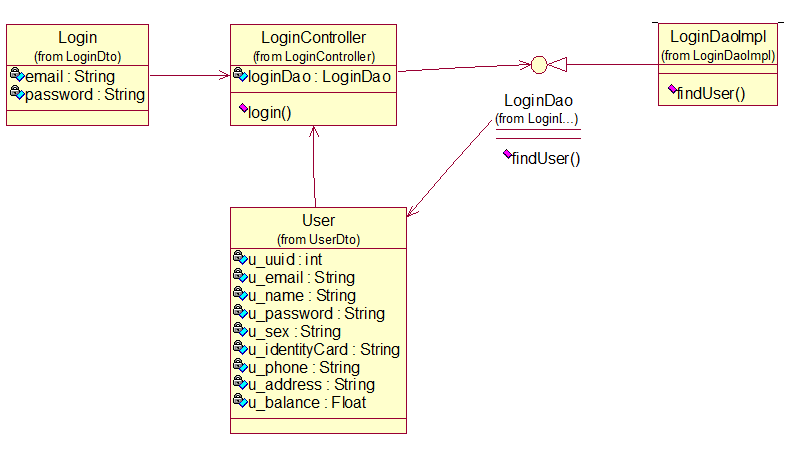 Login
(from LoginDto)
email : String
password : String
LoginController
(from LoginController)
loginDao : LoginDao
login()
LoginDaoImpl
(from LoginDaoImpl)
findUser()
LoginDao
(from Login[...)
findUser()
User
(from UserDto)
u_uuid : int
u_email : String
u_name : String
u_password : String
u_sex : String
u_identityCard : String
u_phone : String
u_address : String
u_balance : Float